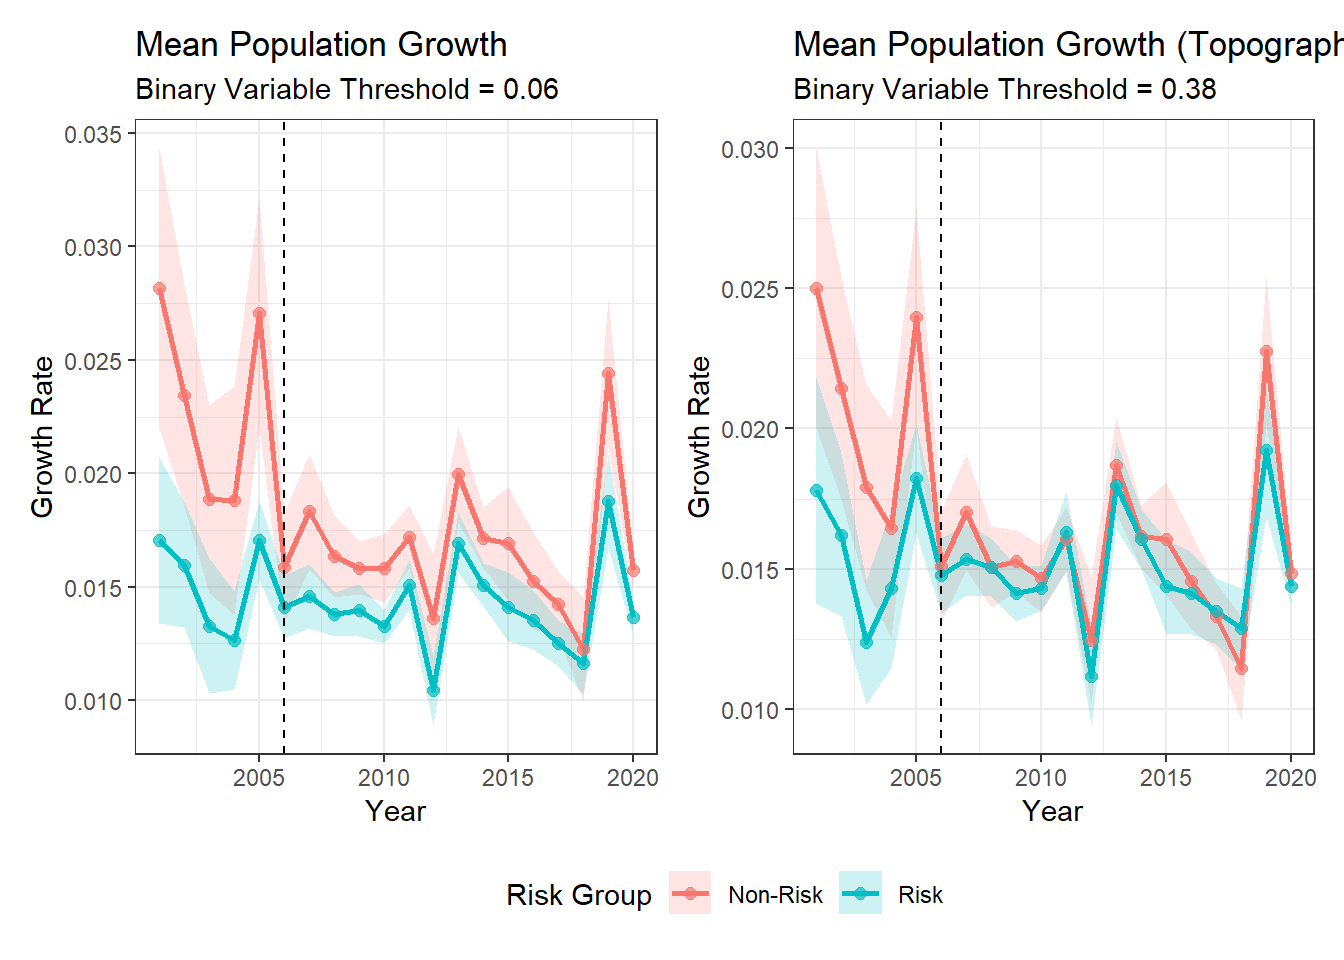 Mean Population Growth
Binary Variable Threshold = 0.06
0.035
0.030
0.025
0.020
0.015
0.010
Growth Rate
2005 2010 2015 2020
Year
Mean Population Growth (Topograph
Binary Variable Threshold = 0.38
0.030
0.025
0.020
0.015
0.010
Growth Rate
2005 2010 2015 2020
Year
Risk Group Non-Risk Risk